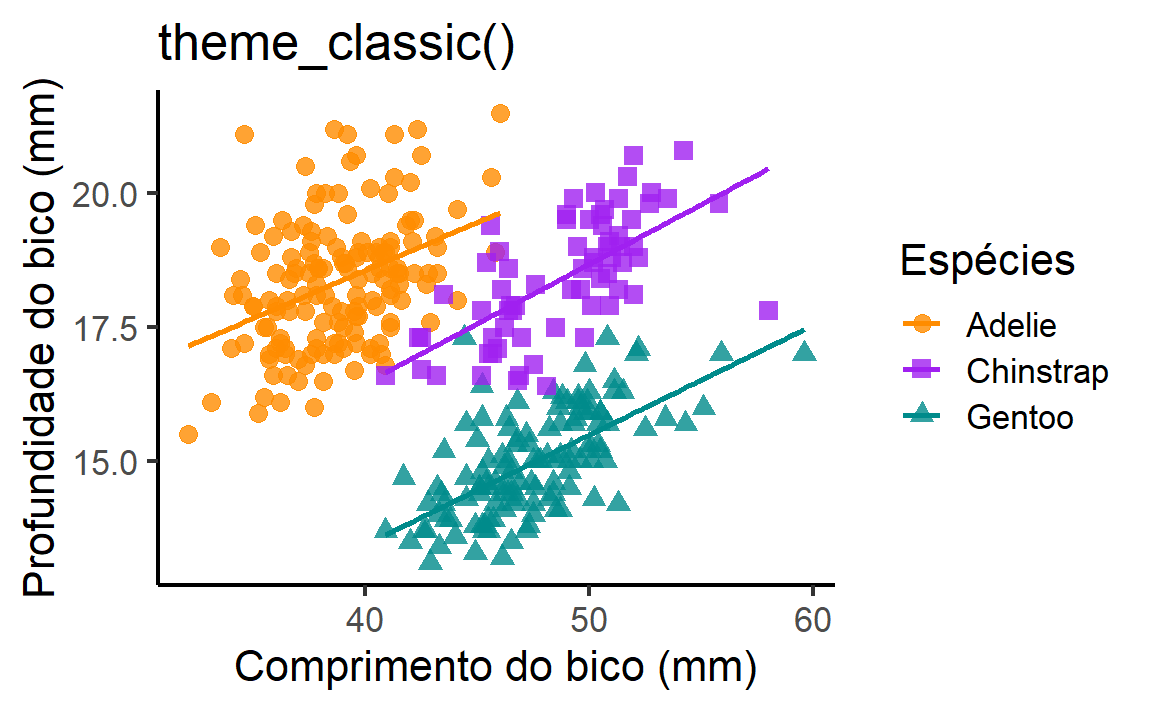 theme_classic()
Profundidade do bico (mm)
20.0
17.5
15.0
40 50 60
Comprimento do bico (mm)
Espécies
Adelie
Chinstrap
Gentoo